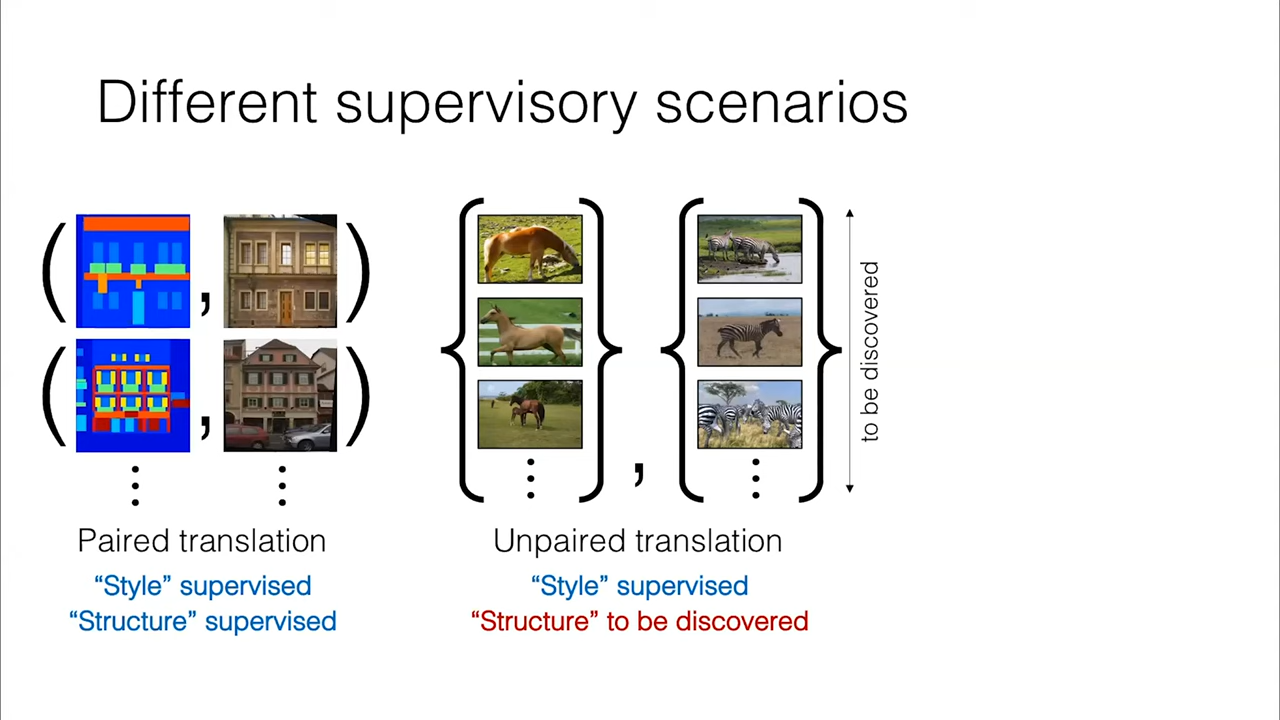 Different supervisory scenarios
( , )
( , )
{ } , { }
to be discovered
Paired translation
“Style” supervised
“Structure” supervised
Unpaired translation
“Style” supervised
“Structure” to be discovered